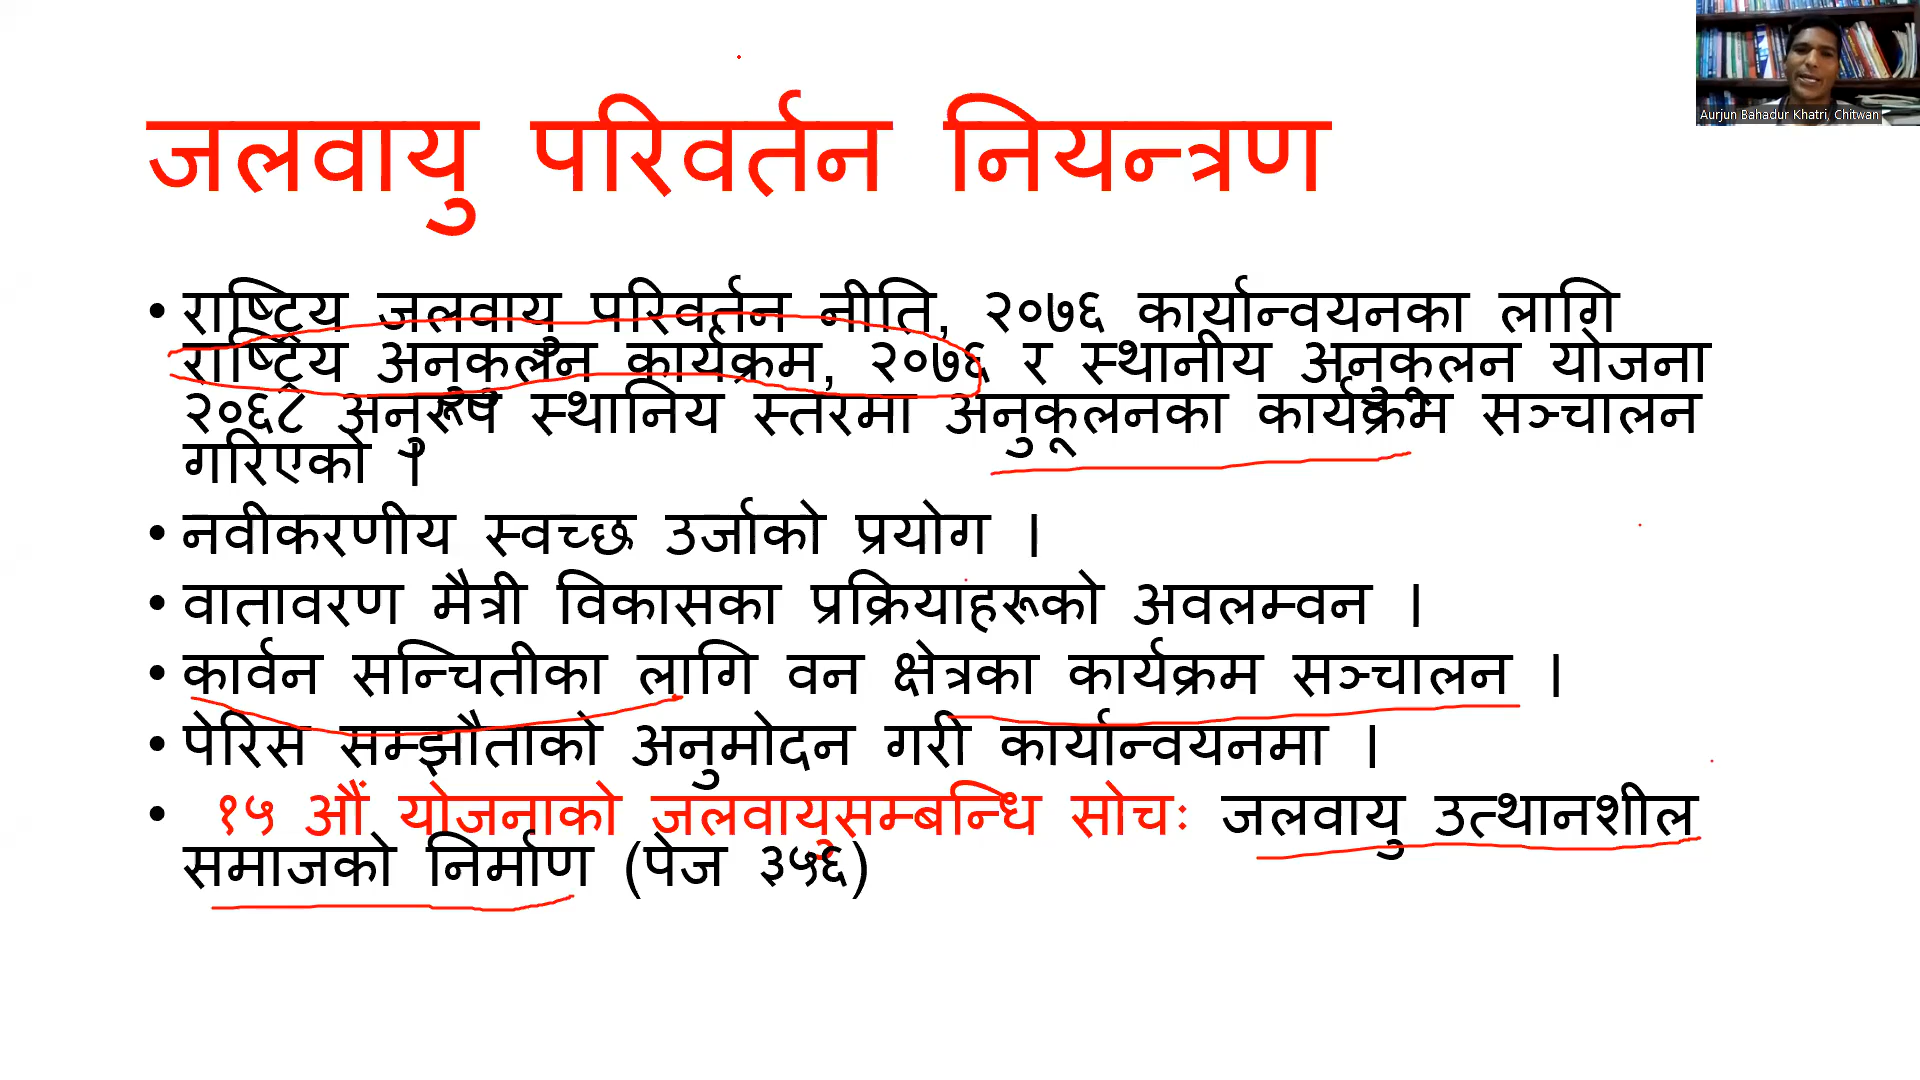 Aurjun Bahadur Khatri, Chitwan
जलवायु परिवर्तन नियन्त्रण
• राष्ट्रिय जलवायु परिवर्तन नीति, २०७६ कार्यान्वयनका लागि
राष्ट्रिय अनुकुलन कार्यक्रम, २०७६ र स्थानीय अनुकूलन योजना
२०६८ अनुरूप स्थानिय स्तरमा अनुकूलनका कार्यक्रम सञ्चालन
गरिएको ।
• नवीकरणीय स्वच्छ उर्जाको प्रयोग ।
• वातावरण मैत्री विकासका प्रक्रियाहरूको अवलम्वन ।
• कार्वन सन्चितीका लागि वन क्षेत्रका कार्यक्रम सञ्चालन ।
• पेरिस सम्झौताको अनुमोदन गरी कार्यान्वयनमा ।
• १५ औं योजनाको जलवायुसम्बन्धि सोचः जलवायु उत्थानशील
समाजको निर्माण (पेज ३५६)